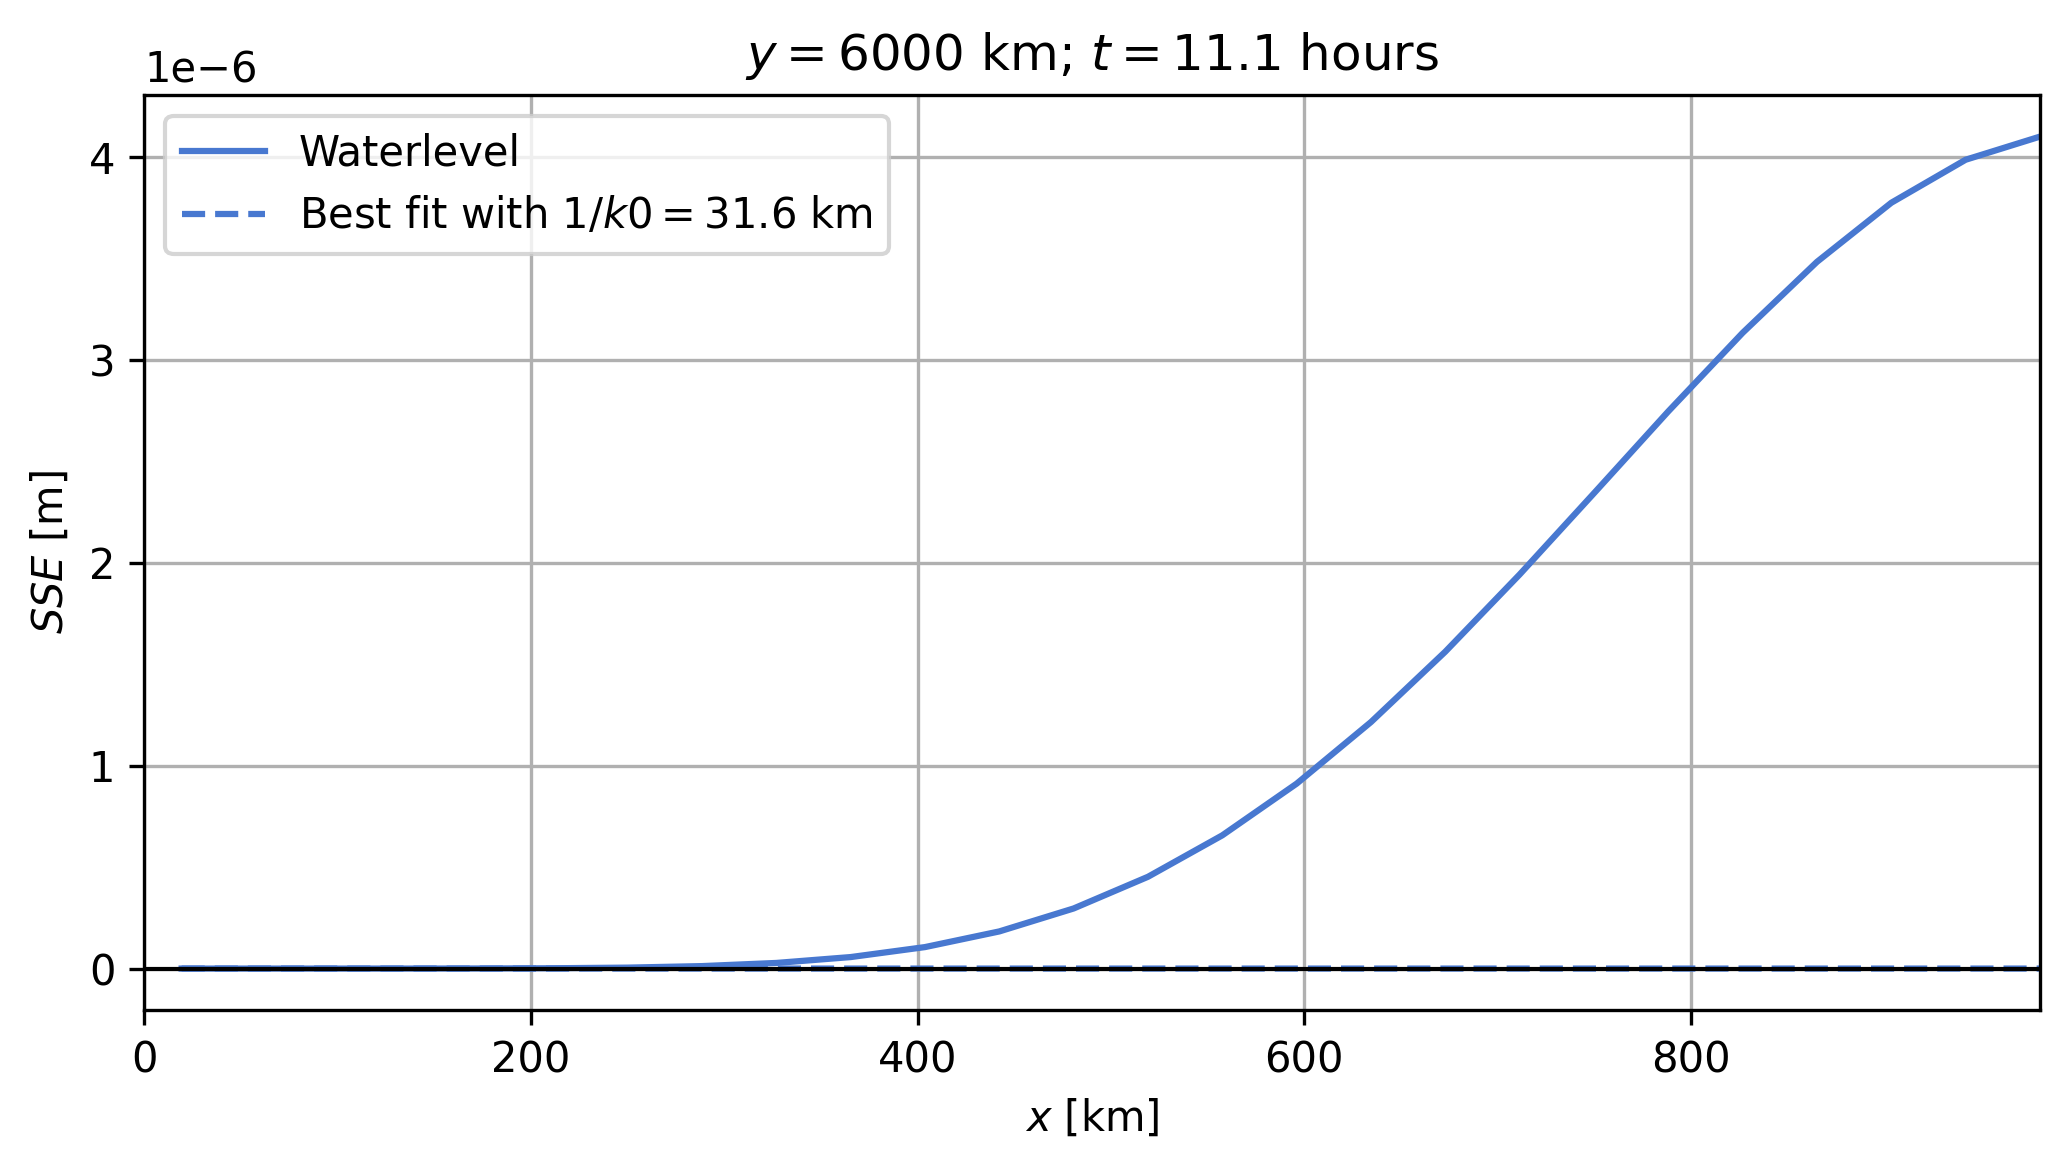 y = 6000 km; t = 11.1 hours
1e−6
Waterlevel
Best fit with 1/k0 = 31.6 km
4
3
2
1
0
SSE [m]
0 200 400 600 800
x [km]